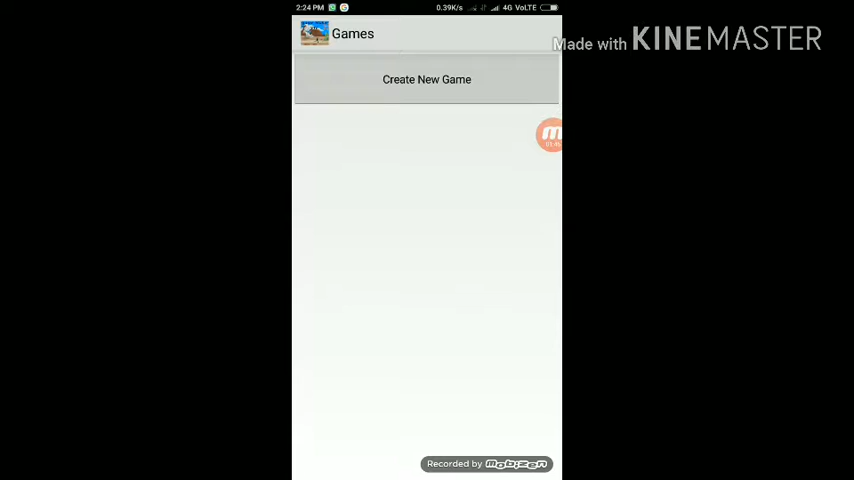 2:24 PM
0.39K/s
4G VoLTE
Games
Made with KINEMASTER
Create New Game
Recorded by mobizen